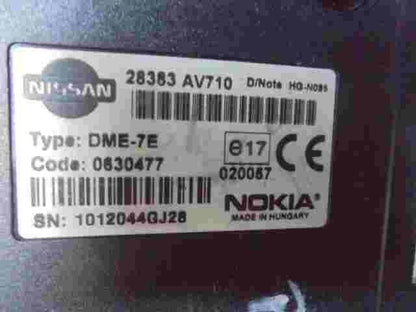 NISSAN
28383 AV710 D/Note HG-N085
Type: DME-7E
Code: 0630477
e17
020057
CE
SN: 1012044GJ28
NOKIA
MADE IN HUNGARY